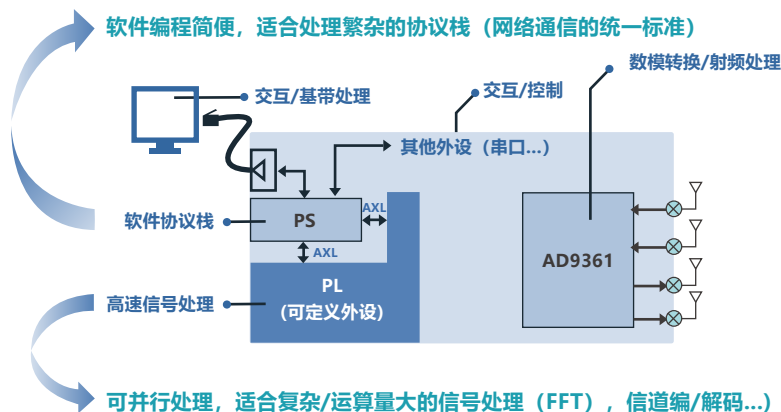 软件编程简便，适合处理繁杂的协议栈（网络通信的统一标准）
数模转换/射频处理
交互/基带处理
交互/控制
其他外设（串口...）
软件协议栈
PS
AXL
AXL
AD9361
PL
高速信号处理
（可定义外设）
可并行处理，适合复杂/运算量大的信号处理（FFT），信道编/解码...）